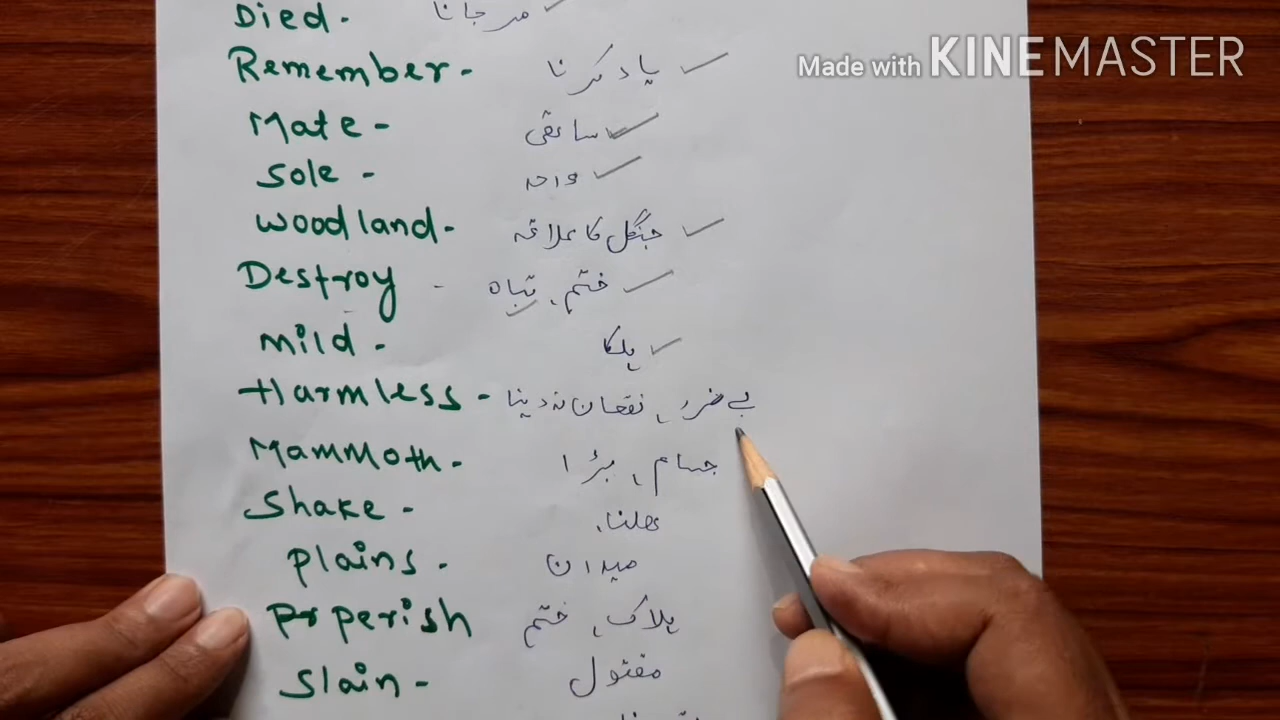 Made with KINEMASTER
Died - مر جانا
Remember - یاد کرنا
Mate - ساتھی
Sole - واحد
Woodland - جنگل کا علاقہ
Destroy - ختم، تباہ
Mild - ہلکا
Harmless - بے ضرر، نقصان نہ دینا
Mammoth - جسام، بڑا
Shake -
Plains - میدان
Pr perish ہلاک، ختم
Slain - مقتول